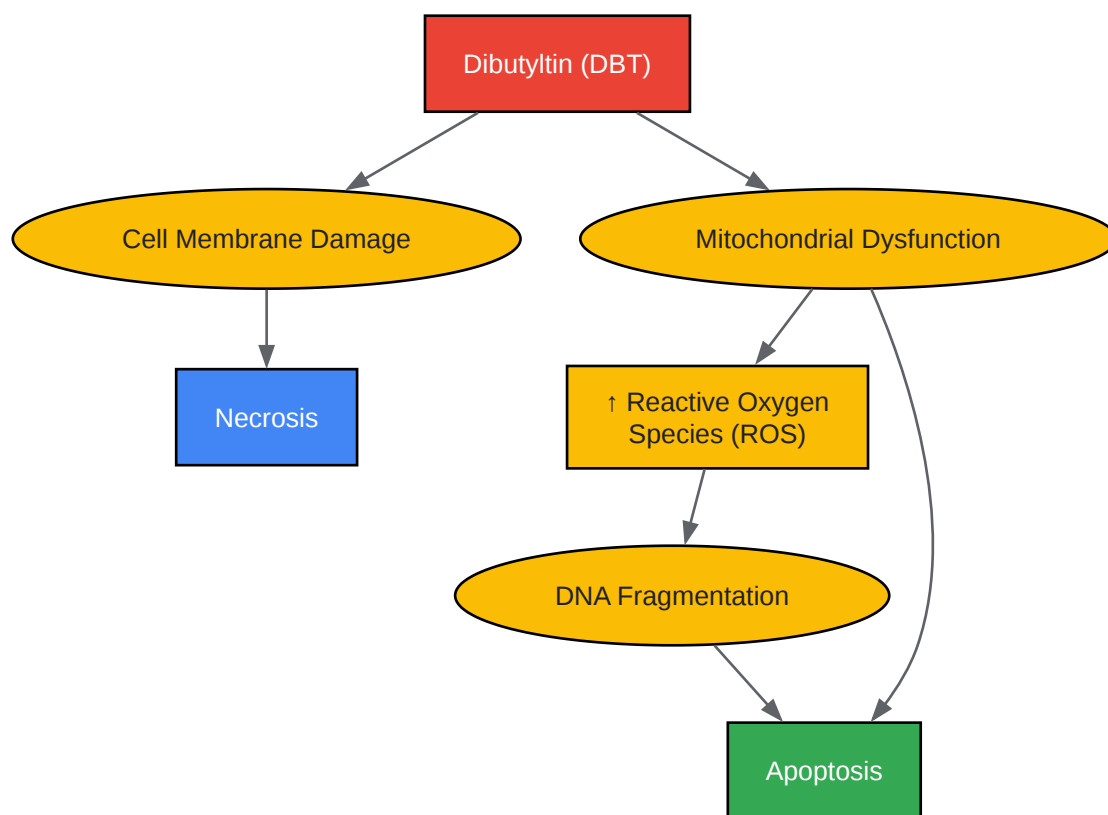 Dibutyltin (DBT)
Cell Membrane Damage
Mitochondrial Dysfunction
Necrosis
↑ Reactive Oxygen
Species (ROS)
DNA Fragmentation
Apoptosis